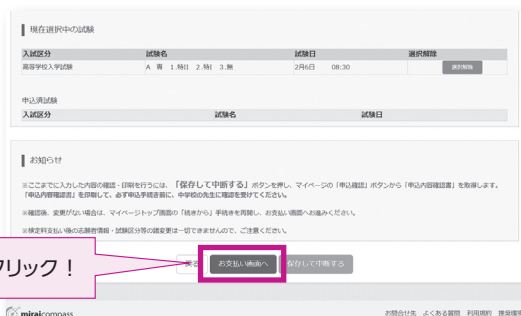 現在選択中の試験
入試区分 試験名 試験日 選択解除
高等学校入学試験 A 専 1.特II 2.特I 3.無 2月6日 08:30 選択解除
申込済試験
入試区分 試験名 試験日
お知らせ
※ここまでに入力した内容の確認・印刷を行うには、「保存して中断する」ボタンを押し、マイページの「申込確認」ボタンから「申込内容確認書」を取得します。
「申込内容確認書」を印刷して、必ず申込手続き前に、中学校の先生に確認を受けてください。
※確認後、変更がない場合は、マイページトップ画面の「続きから」手続きを再開し、お支払い画面へお進みください。
※検定料支払い後の志願者情報・試験区分等の諸変更は一切できませんので、ご注意ください。
クリック！ 戻る お支払い画面へ 保存して中断する
miraicompass お問合せ先 よくある質問 利用規約 推奨環境